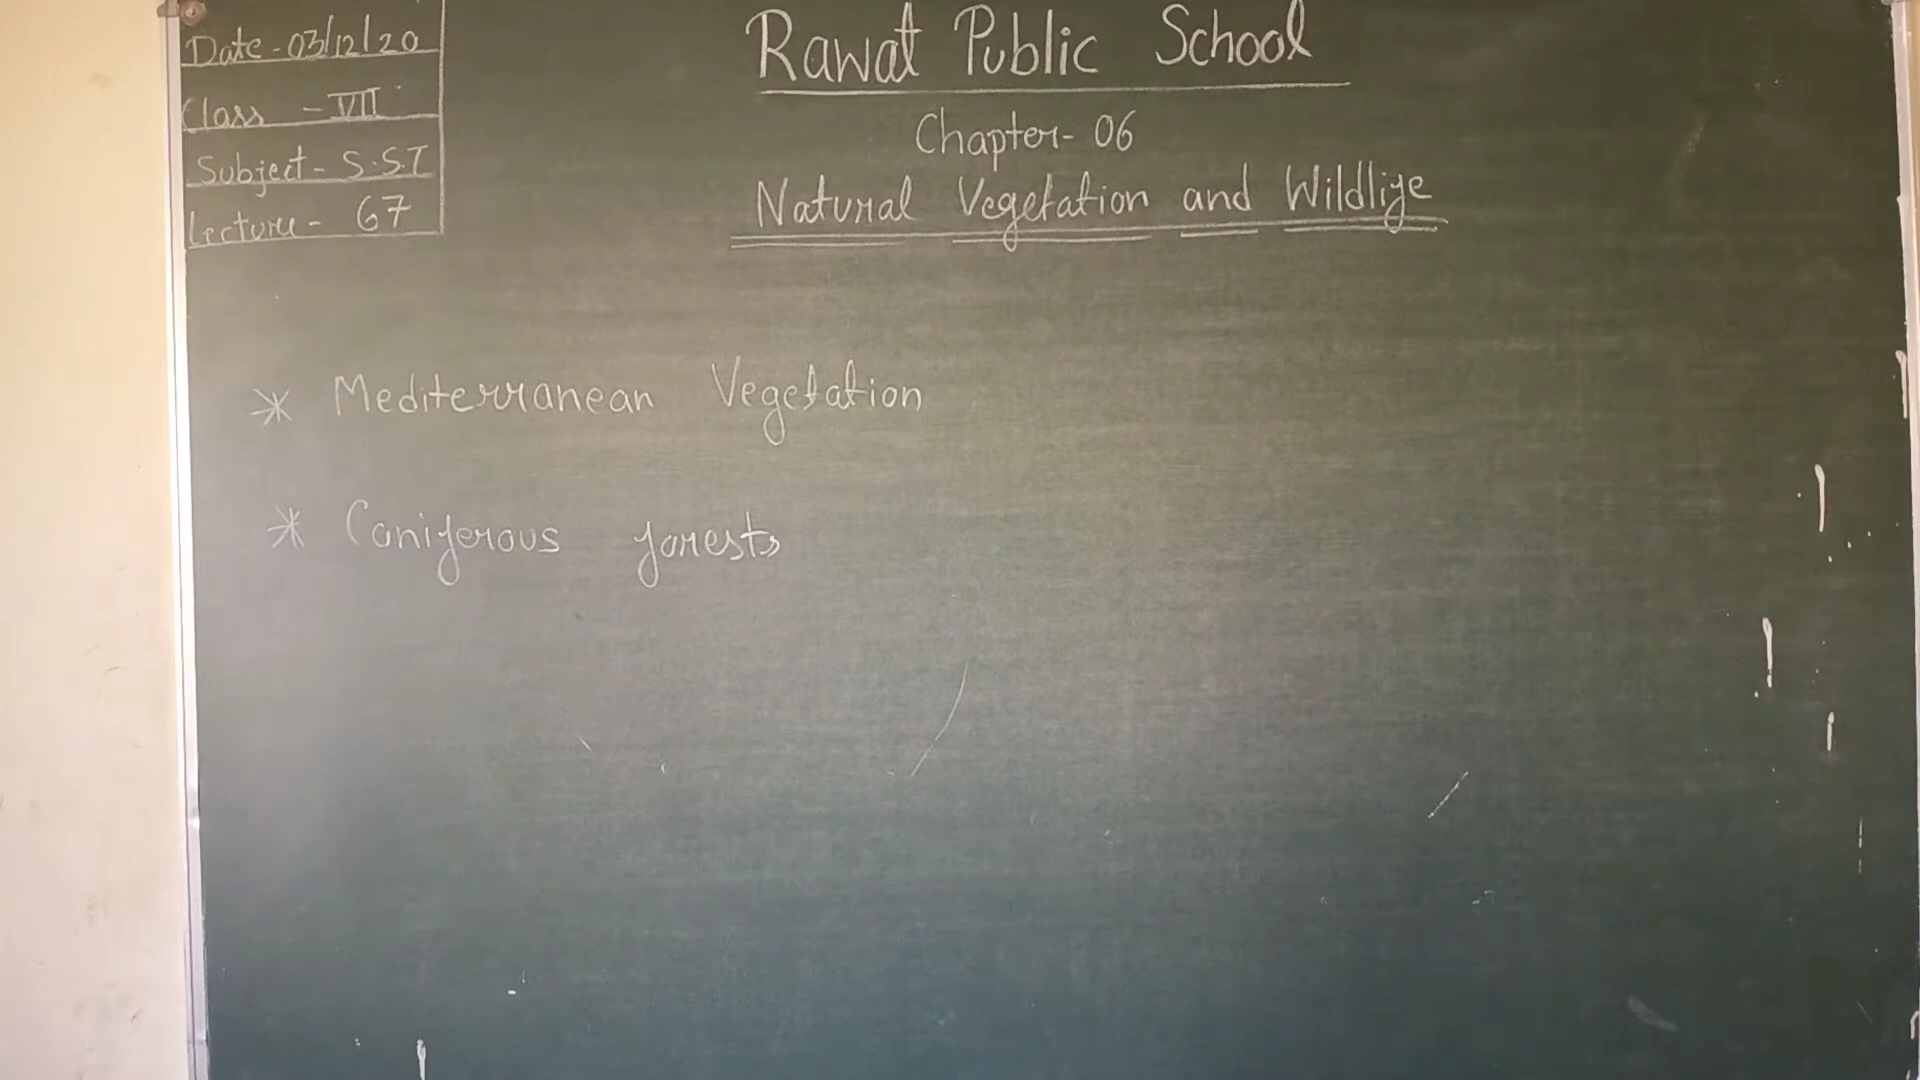 Date - 03/12/20
Class - VII
Subject - S.S.T
Lecture - 67
Rawat Public School
Chapter - 06
Natural Vegetation and Wildlife
* Mediterranean Vegetation
* Coniferous forests